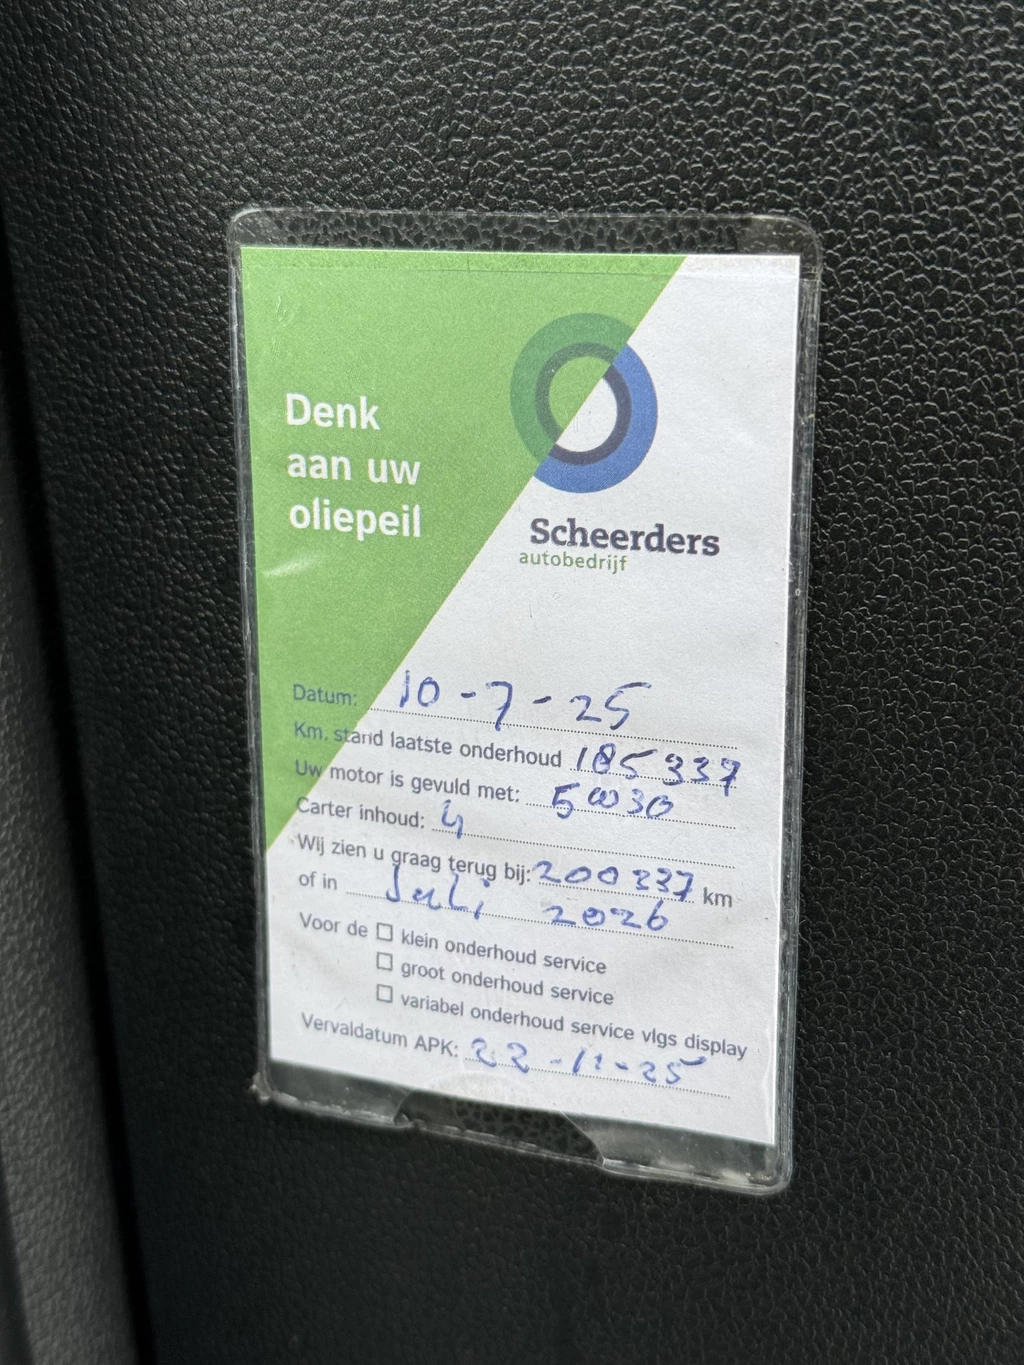 Denk
aan uw
oliepeil
Scheerders
autobedrijf
Datum: 10-7-25
Km. stand laatste onderhoud 185337
Uw motor is gevuld met: 5W30
Carter inhoud: 4
Wij zien u graag terug bij: 200337 km
of in Juli 2026
Voor de □ klein onderhoud service
□ groot onderhoud service
□ variabel onderhoud service vlgs display
Vervaldatum APK: 22-11-25